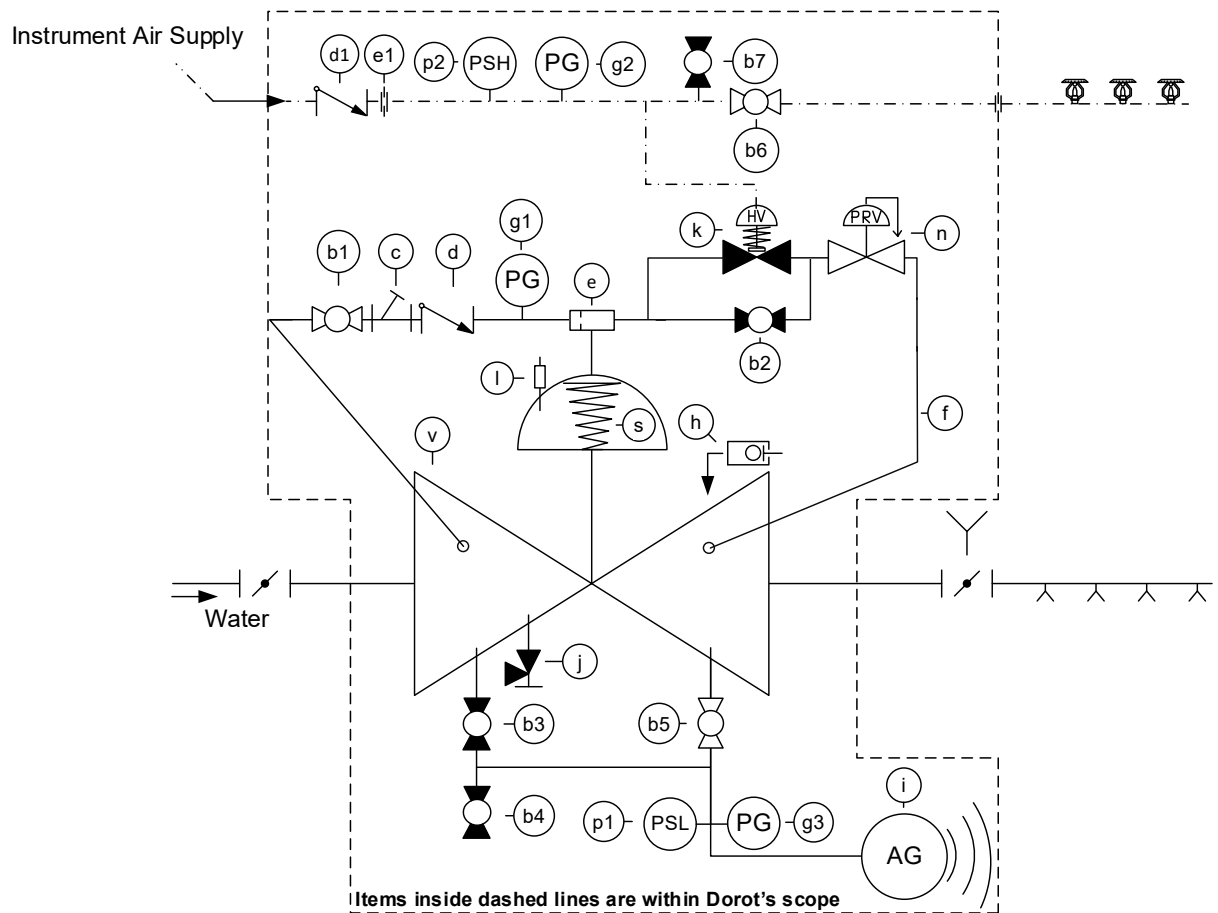 Instrument Air Supply
d1
e1
p2
PSH
PG
g2
b7
b6
g1
HV
PRV
k
n
b1
c
d
PG
e
b2
l
s
h
f
v
Water
j
b3
b5
i
b4
p1
PSL
PG
g3
AG
Items inside dashed lines are within Dorot's scope